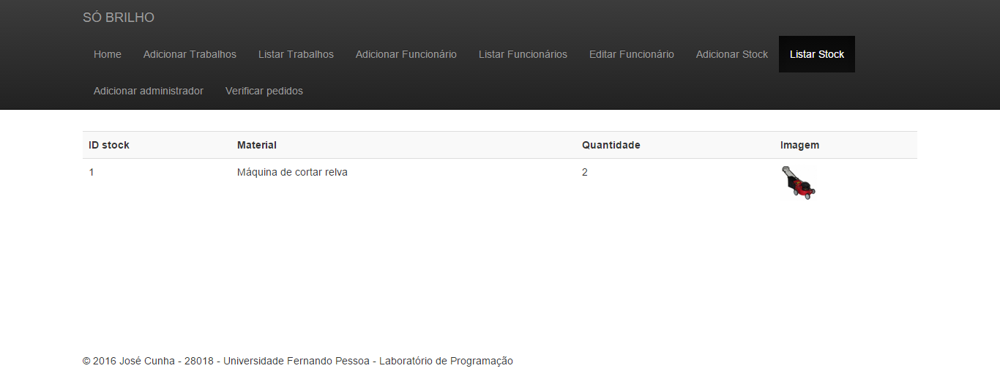 SÓ BRILHO
Home Adicionar Trabalhos Listar Trabalhos Adicionar Funcionário Listar Funcionários Editar Funcionário Adicionar Stock Listar Stock
Adicionar administrador Verificar pedidos
ID stock Material Quantidade Imagem
1 Máquina de cortar relva 2
© 2016 José Cunha - 28018 - Universidade Fernando Pessoa - Laboratório de Programação